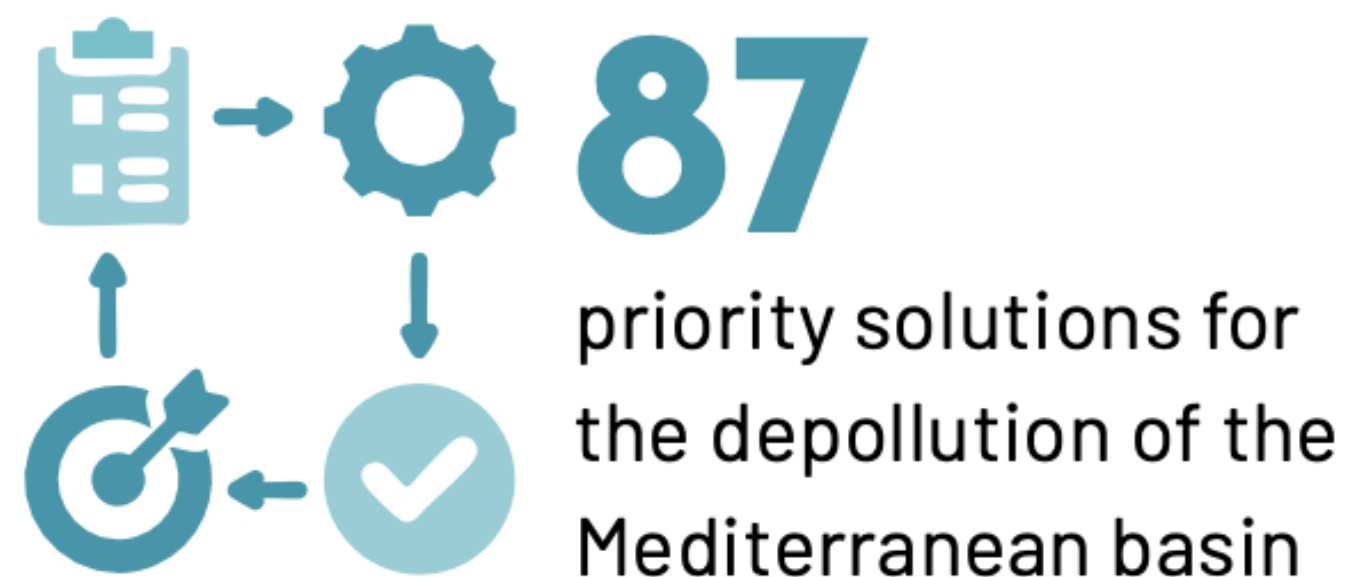 87
priority solutions for
the depollution of the
Mediterranean basin